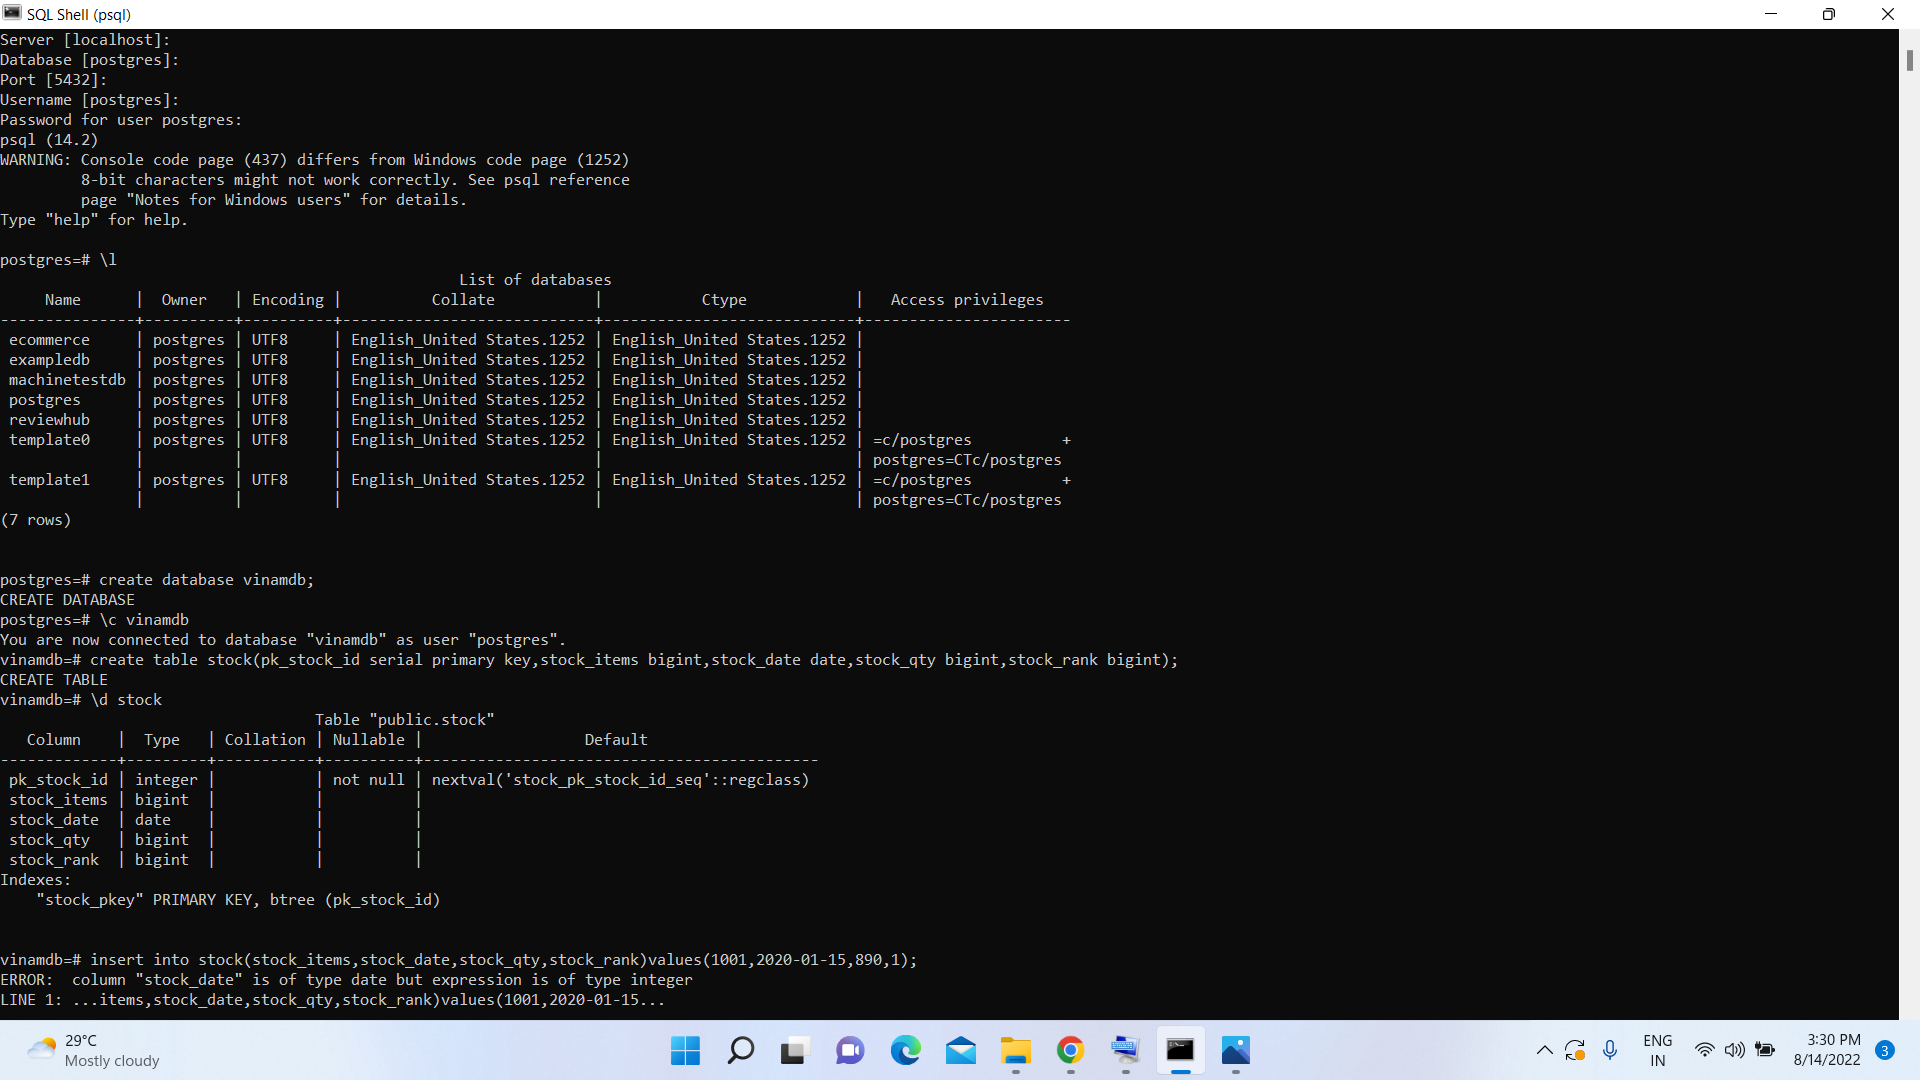 SQL Shell (psql)
Server [localhost]:
Database [postgres]:
Port [5432]:
Username [postgres]:
Password for user postgres:
psql (14.2)
WARNING: Console code page (437) differs from Windows code page (1252)
         8-bit characters might not work correctly. See psql reference
         page "Notes for Windows users" for details.
Type "help" for help.
postgres=# \l
                                                   List of databases
     Name      |  Owner   | Encoding |          Collate           |           Ctype            |   Access privileges
---------------+----------+----------+----------------------------+----------------------------+-----------------------
 ecommerce     | postgres | UTF8     | English_United States.1252 | English_United States.1252 |
 exampledb     | postgres | UTF8     | English_United States.1252 | English_United States.1252 |
 machinetestdb | postgres | UTF8     | English_United States.1252 | English_United States.1252 |
 postgres      | postgres | UTF8     | English_United States.1252 | English_United States.1252 |
 reviewhub     | postgres | UTF8     | English_United States.1252 | English_United States.1252 |
 template0     | postgres | UTF8     | English_United States.1252 | English_United States.1252 | =c/postgres          +
               |          |          |                            |                            | postgres=CTc/postgres
 template1     | postgres | UTF8     | English_United States.1252 | English_United States.1252 | =c/postgres          +
               |          |          |                            |                            | postgres=CTc/postgres
(7 rows)
postgres=# create database vinamdb;
CREATE DATABASE
postgres=# \c vinamdb
You are now connected to database "vinamdb" as user "postgres".
vinamdb=# create table stock(pk_stock_id serial primary key,stock_items bigint,stock_date date,stock_qty bigint,stock_rank bigint);
CREATE TABLE
vinamdb=# \d stock
                                   Table "public.stock"
   Column    |  Type   | Collation | Nullable |                  Default
-------------+---------+-----------+----------+--------------------------------------------
 pk_stock_id | integer |           | not null | nextval('stock_pk_stock_id_seq'::regclass)
 stock_items | bigint  |           |          |
 stock_date  | date    |           |          |
 stock_qty   | bigint  |           |          |
 stock_rank  | bigint  |           |          |
Indexes:
    "stock_pkey" PRIMARY KEY, btree (pk_stock_id)
vinamdb=# insert into stock(stock_items,stock_date,stock_qty,stock_rank)values(1001,2020-01-15,890,1);
ERROR:  column "stock_date" is of type date but expression is of type integer
LINE 1: ...items,stock_date,stock_qty,stock_rank)values(1001,2020-01-15...
29°C
Mostly cloudy
ENG
IN
3:30 PM
8/14/2022
3